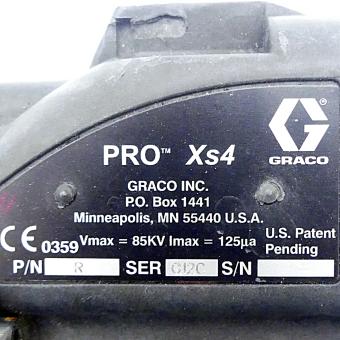 GRACO
PRO™ Xs4
GRACO INC.
P.O. Box 1441
Minneapolis, MN 55440 U.S.A.
CE 0359 Vmax = 85KV Imax = 125µa
U.S. Patent
Pending
P/N R SER S/N